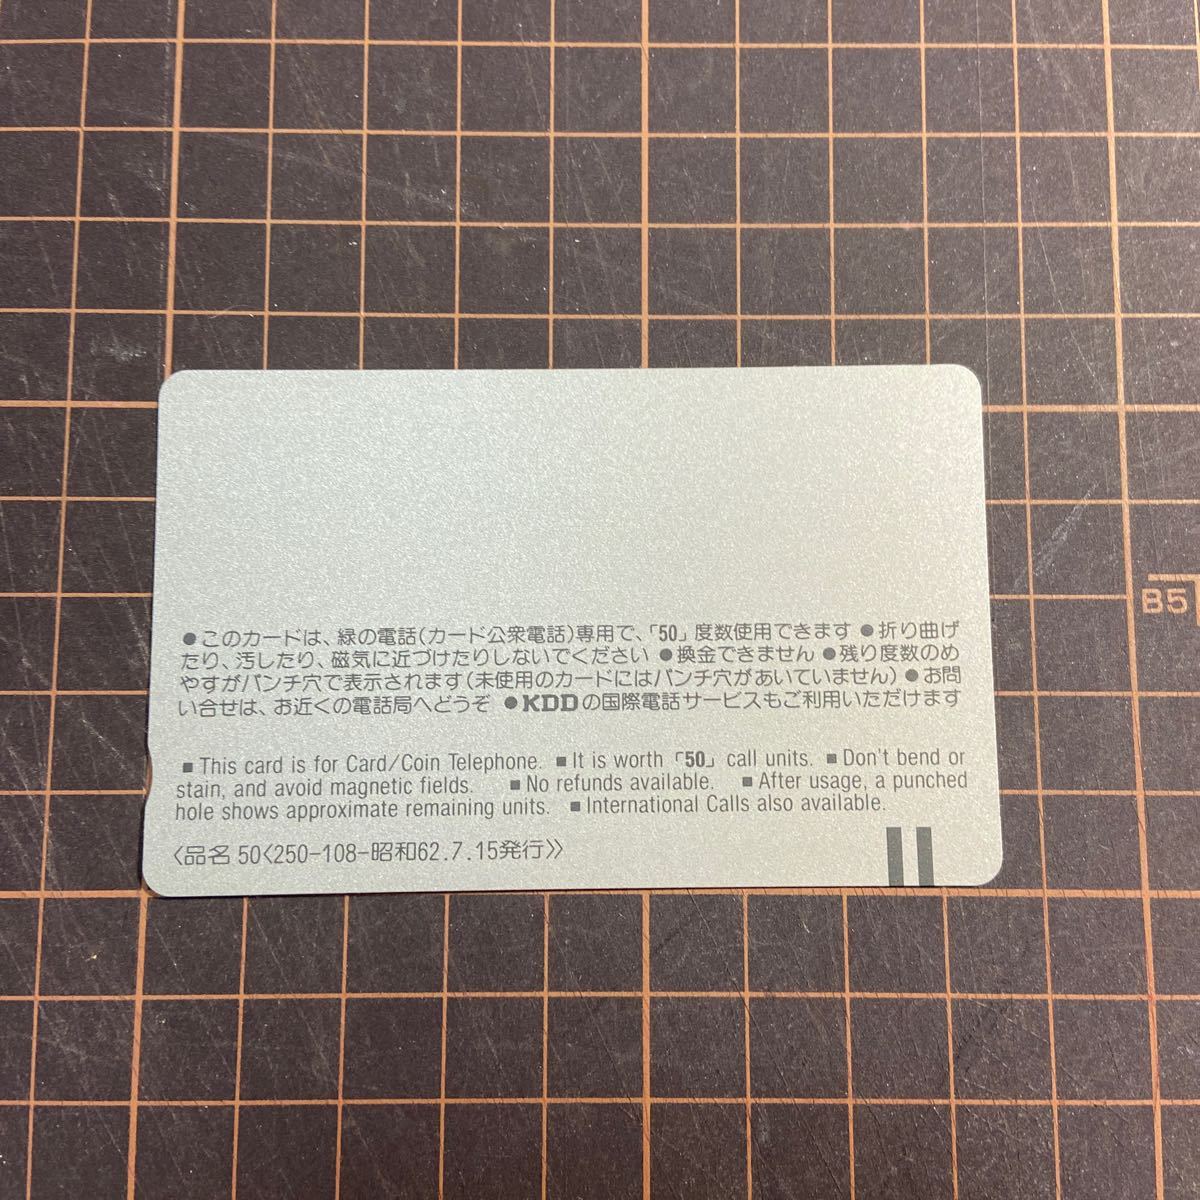 ●このカードは、緑の電話(カード公衆電話)専用で、「50」度数使用できます ●折り曲げ
たり、汚したり、磁気に近づけたりしないでください ●換金できません ●残り度数のめ
やすがパンチ穴で表示されます(未使用のカードにはパンチ穴があいていません) ●お問
い合せは、お近くの電話局へどうぞ ●KDDの国際電話サービスもご利用いただけます
■ This card is for Card/Coin Telephone. ■ It is worth 「50」 call units. ■ Don't bend or
stain, and avoid magnetic fields. ■ No refunds available. ■ After usage, a punched
hole shows approximate remaining units. ■ International Calls also available.
〈品名 50〈250-108-昭和62.7.15発行〉〉
B5